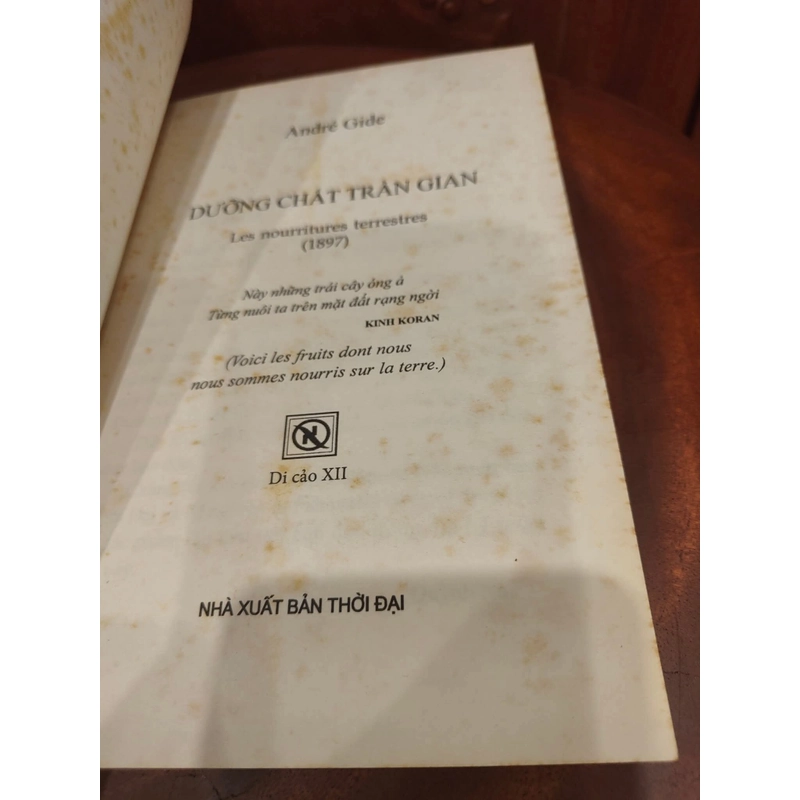 André Gide
DƯỠNG CHẤT TRẦN GIAN
Les nourritures terrestres
(1897)
Này những trái cây óng ả
Từng nuôi ta trên mặt đất rạng ngời
KINH KORAN
(Voici les fruits dont nous
nous sommes nourris sur la terre.)
Di cảo XII
NHÀ XUẤT BẢN THỜI ĐẠI